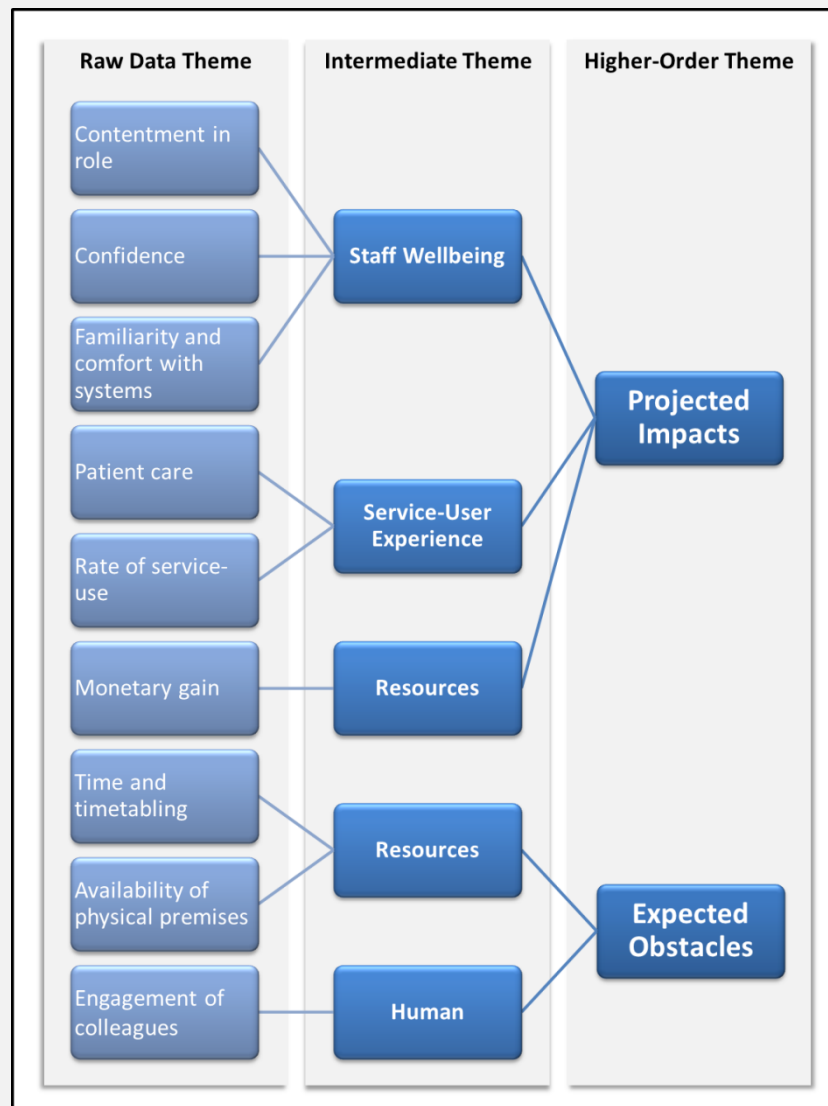 Raw Data Theme
Intermediate Theme
Higher-Order Theme
Contentment in
role
Confidence
Familiarity and
comfort with
systems
Patient care
Rate of service-
use
Monetary gain
Time and
timetabling
Availability of
physical premises
Engagement of
colleagues
Staff Wellbeing
Service-User
Experience
Resources
Resources
Human
Projected
Impacts
Expected
Obstacles